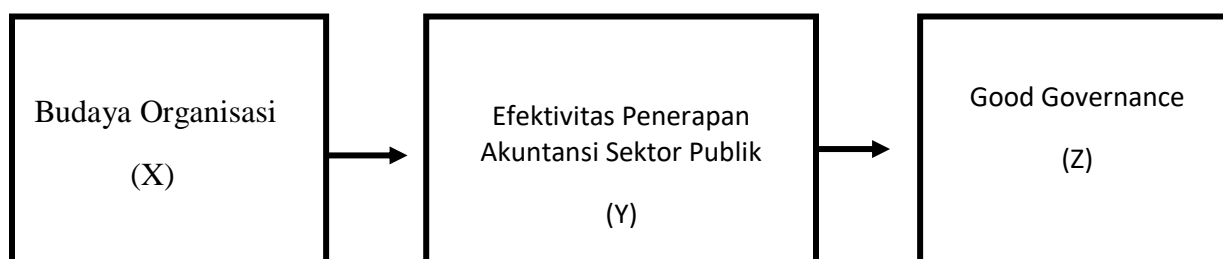 Budaya Organisasi
(X)
Efektivitas Penerapan
Akuntansi Sektor Publik
(Y)
Good Governance
(Z)